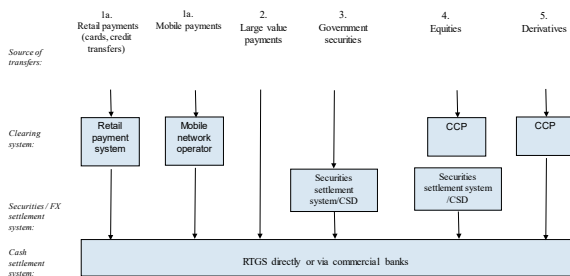 1a.
Retail payments
(cards, credit
transfers)
1a.
Mobile payments
2.
Large value
payments
3.
Government
securities
4.
Equities
5.
Derivatives
Source of
transfers:
Clearing
system:
Retail
payment
system
Mobile
network
operator
CCP
CCP
Securities
settlement
system/CSD
Securities
settlement system
/CSD
Securities / FX
settlement
system:
Cash
settlement
system:
RTGS directly or via commercial banks